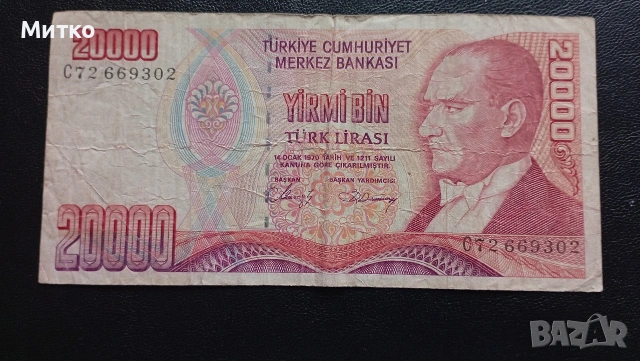 Митко
20000
C72 669302
TÜRKİYE CUMHURİYET
MERKEZ BANKASI
YİRMİ BİN
TÜRK LİRASI
14 OCAK 1970 TARİH VE 1211 SAYILI
KANUNA GÖRE ÇIKARILMIŞTIR.
BAŞKAN
BAŞKAN YARDIMCISI
20000
20000
C72 669302
BAZAR